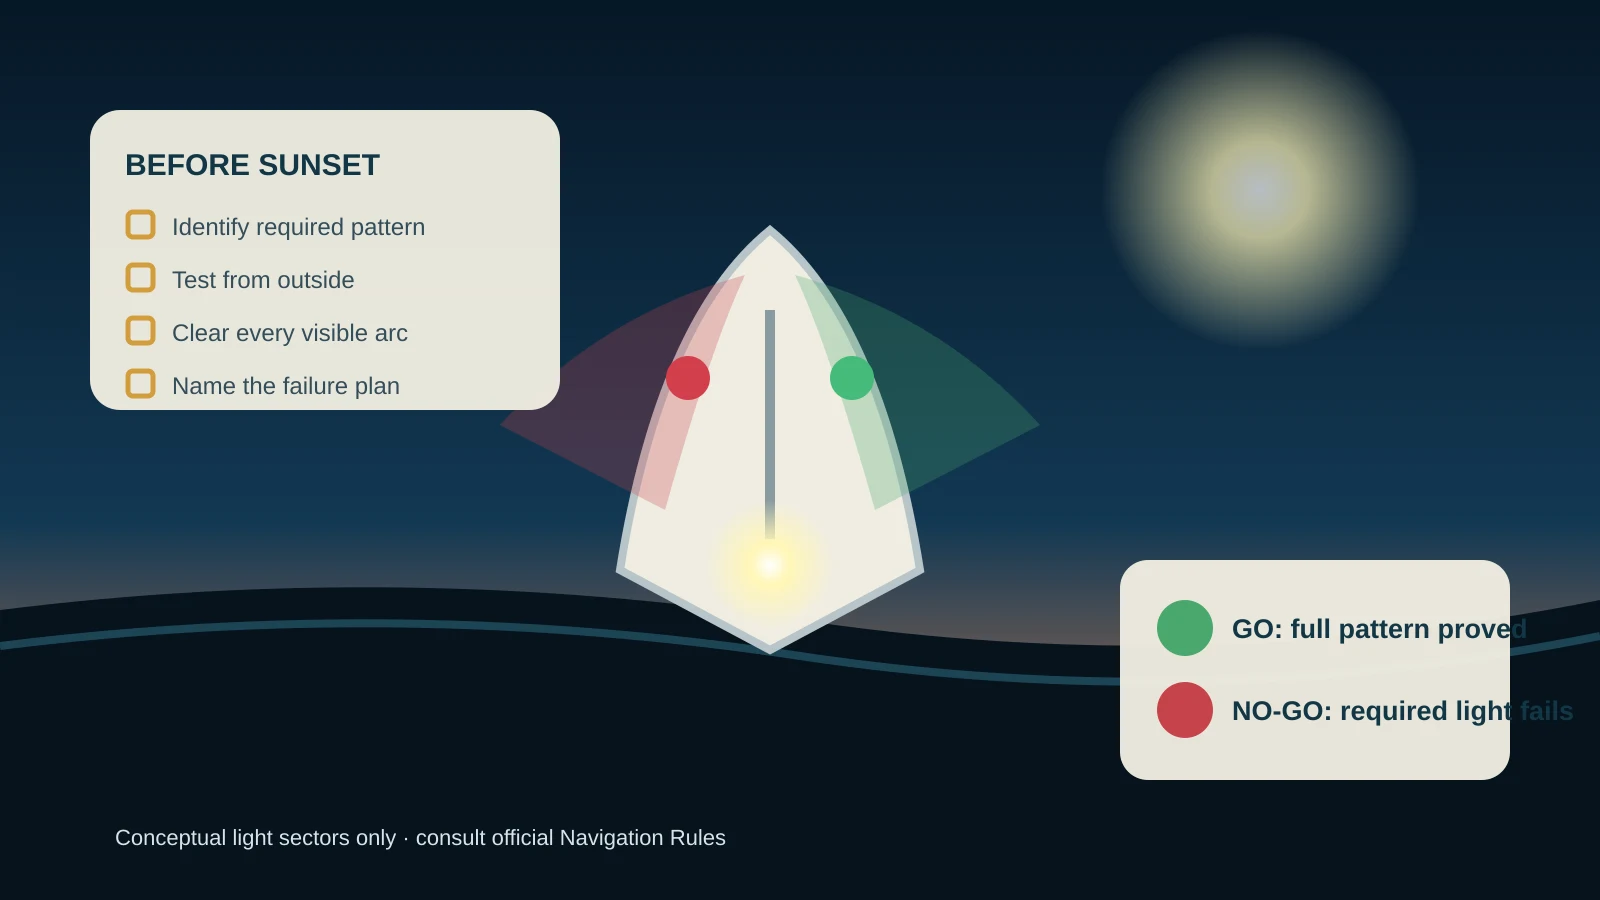 BEFORE SUNSET
Identify required pattern
Test from outside
Clear every visible arc
Name the failure plan
GO: full pattern proved
NO-GO: required light fails
Conceptual light sectors only · consult official Navigation Rules